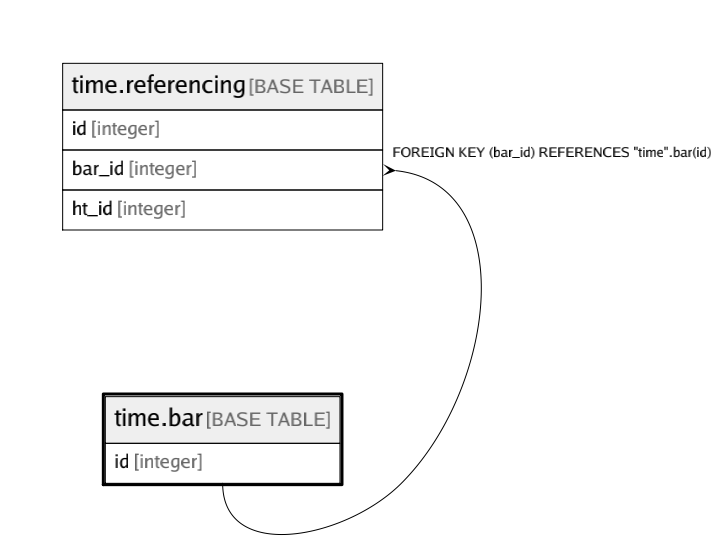 time.referencing [BASE TABLE]
id [integer]
FOREIGN KEY (bar_id) REFERENCES "time".bar(id)
bar_id [integer]
ht_id [integer]
time.bar [BASE TABLE]
id [integer]